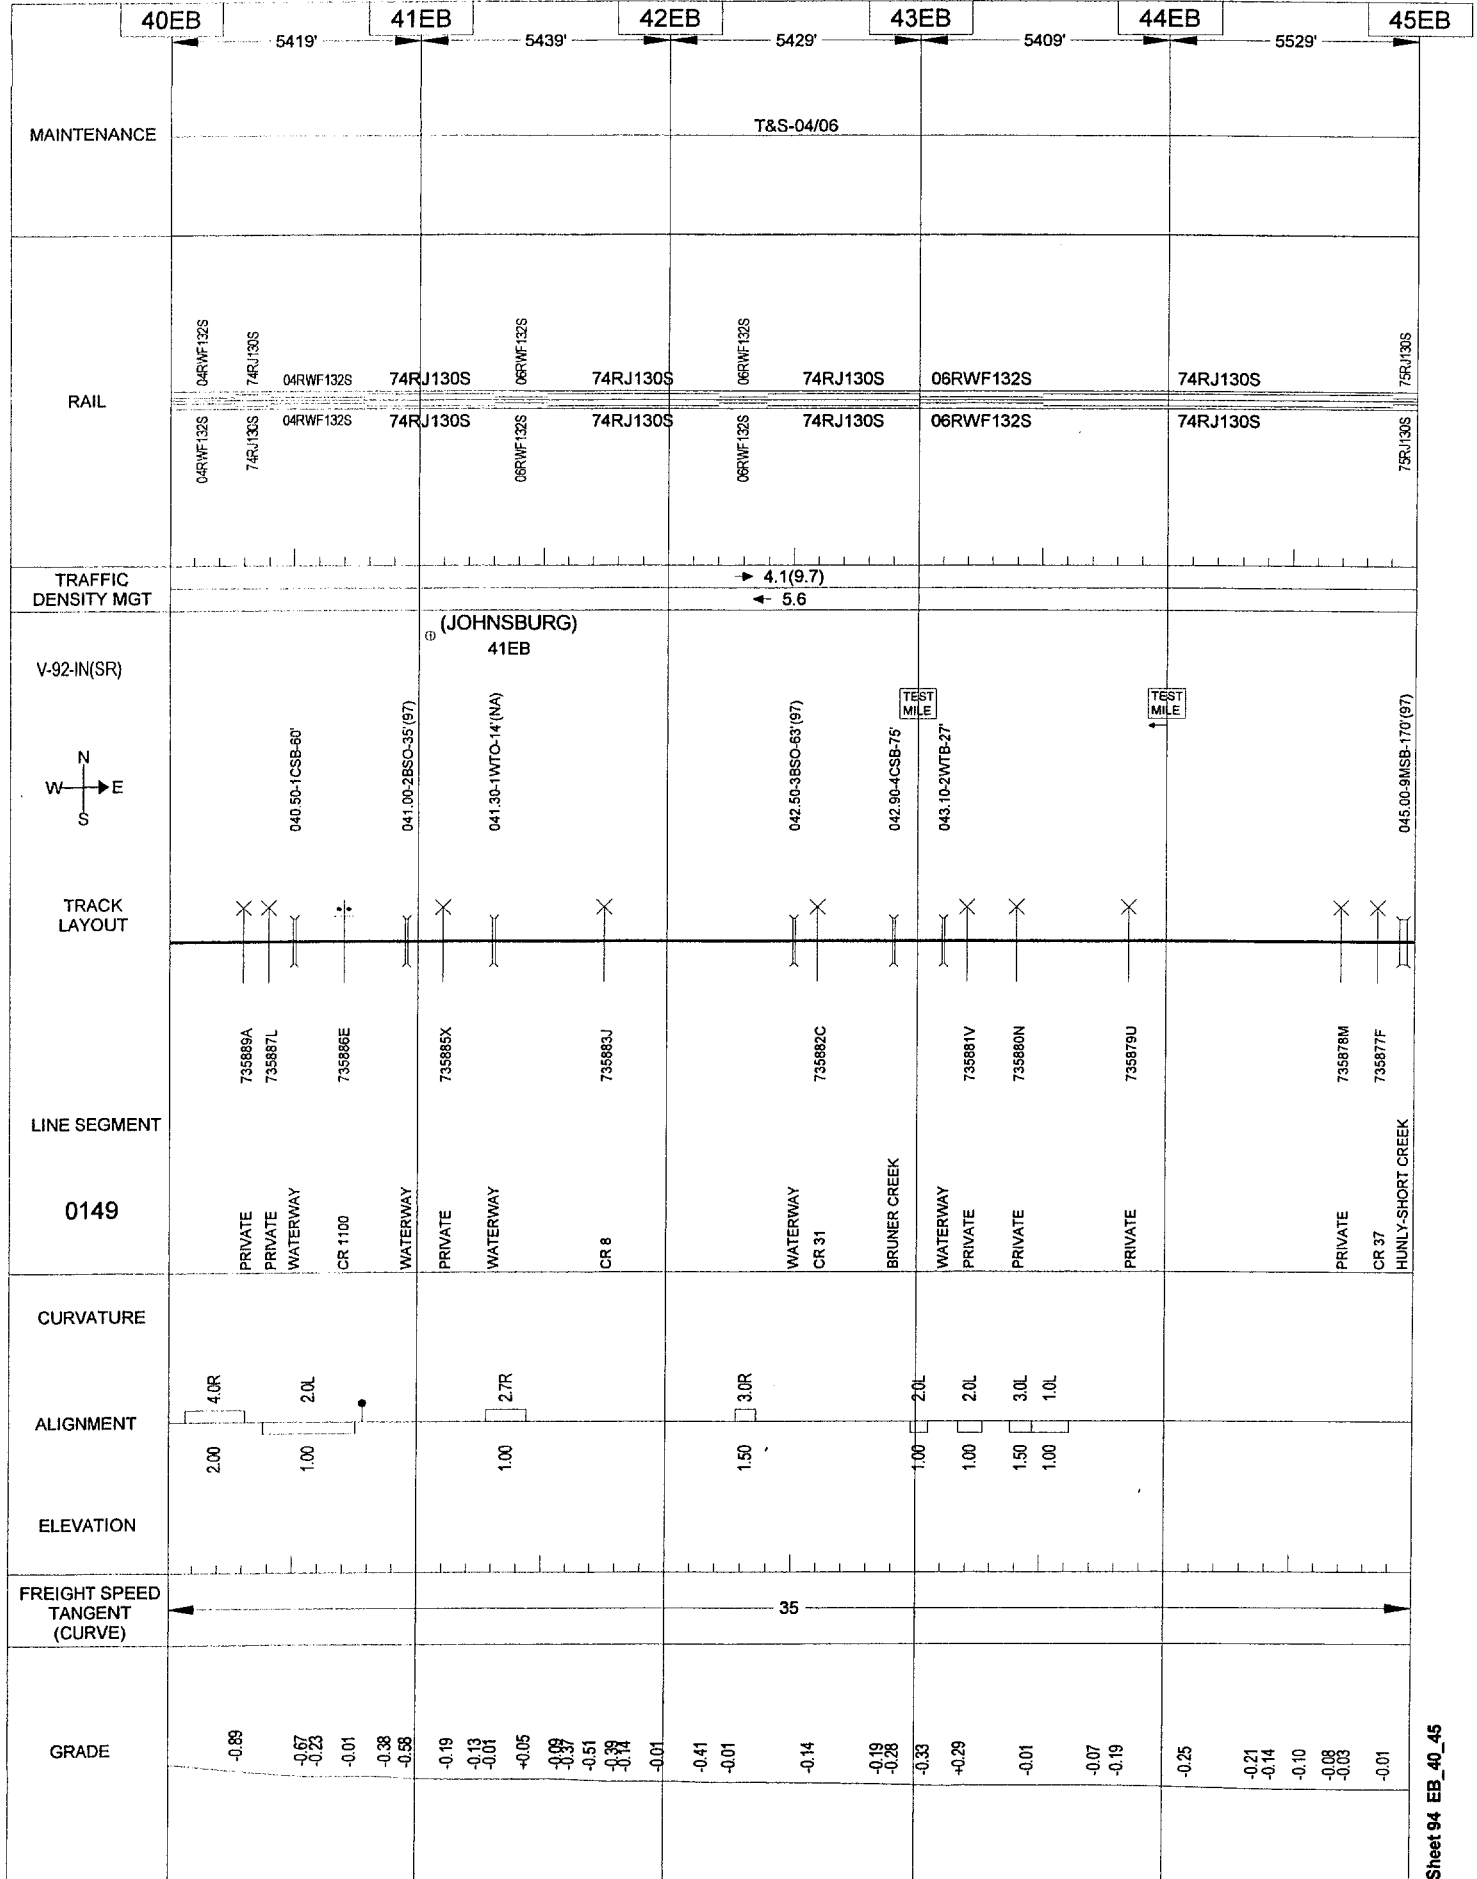 40EB 41EB 42EB 43EB 44EB 45EB
5419' 5439' 5429' 5409' 5529'
MAINTENANCE
T&S-04/06
RAIL
04RWF132S 74RJ130S 04RWF132S 74RJ130S 06RWF132S 74RJ130S 06RWF132S 74RJ130S 06RWF132S 74RJ130S 75RJ130S
04RWF132S 74RJ130S 04RWF132S 74RJ130S 06RWF132S 74RJ130S 06RWF132S 74RJ130S 06RWF132S 74RJ130S 75RJ130S
TRAFFIC
DENSITY MGT
4.1(9.7)
5.6
(JOHNSBURG)
41EB
V-92-IN(SR)
N
W E
S
TEST
MILE
TEST
MILE
040.50-1CSB-60'
041.00-2BSO-35'(97)
041.30-1WTO-14'(NA)
042.50-3BSO-63'(97)
042.90-4CSB-75'
043.10-2WTB-27'
045.00-9MSB-170'(97)
TRACK
LAYOUT
735889A
735887L
735886E
735885X
735883J
735882C
735881V
735880N
735879U
735878M
735877F
LINE SEGMENT
0149
PRIVATE
PRIVATE
WATERWAY
CR 1100
WATERWAY
PRIVATE
WATERWAY
CR 8
WATERWAY
CR 31
BRUNER CREEK
WATERWAY
PRIVATE
PRIVATE
PRIVATE
PRIVATE
CR 37
HUNLY-SHORT CREEK
CURVATURE
4.0R 2.0L 2.7R 3.0R 2.0L 2.0L 3.0L 1.0L
ALIGNMENT
2.00 1.00 1.00 1.50 1.00 1.00 1.50 1.00
ELEVATION
FREIGHT SPEED
TANGENT
(CURVE)
35
GRADE
-0.89
-0.67
-0.23
-0.01
-0.38
-0.58
-0.19
-0.13
-0.01
+0.05
-0.09
-0.37
-0.51
-0.39
-0.14
-0.01
-0.41
-0.01
-0.14
-0.19
-0.28
-0.33
+0.29
-0.01
-0.07
-0.19
-0.25
-0.21
-0.14
-0.10
-0.08
-0.03
-0.01
Sheet 94 EB_40_45